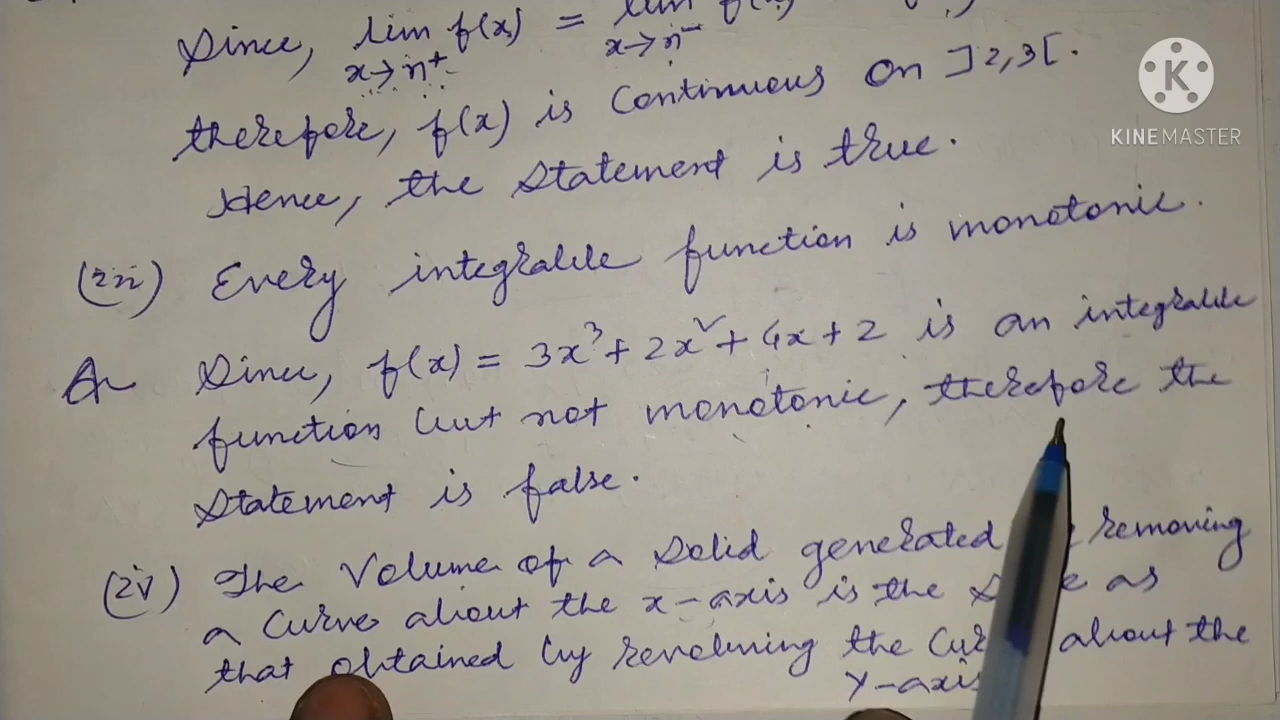 Since, lim f(x) = lim
x→n⁺ x→n⁻
therefore, f(x) is Continuous on ]2,3[.
Hence, the Statement is true.
KINEMASTER
Every integrable function is monotonic.
Since, f(x) = 3x³ + 2x² + 4x + 2 is an integrable
function but not monotonic, therefore the
Statement is false.
(iv) The Volume of a Solid generated removing
a Curve about the x-axis is the as
that obtained by revolving the about the
y-axis